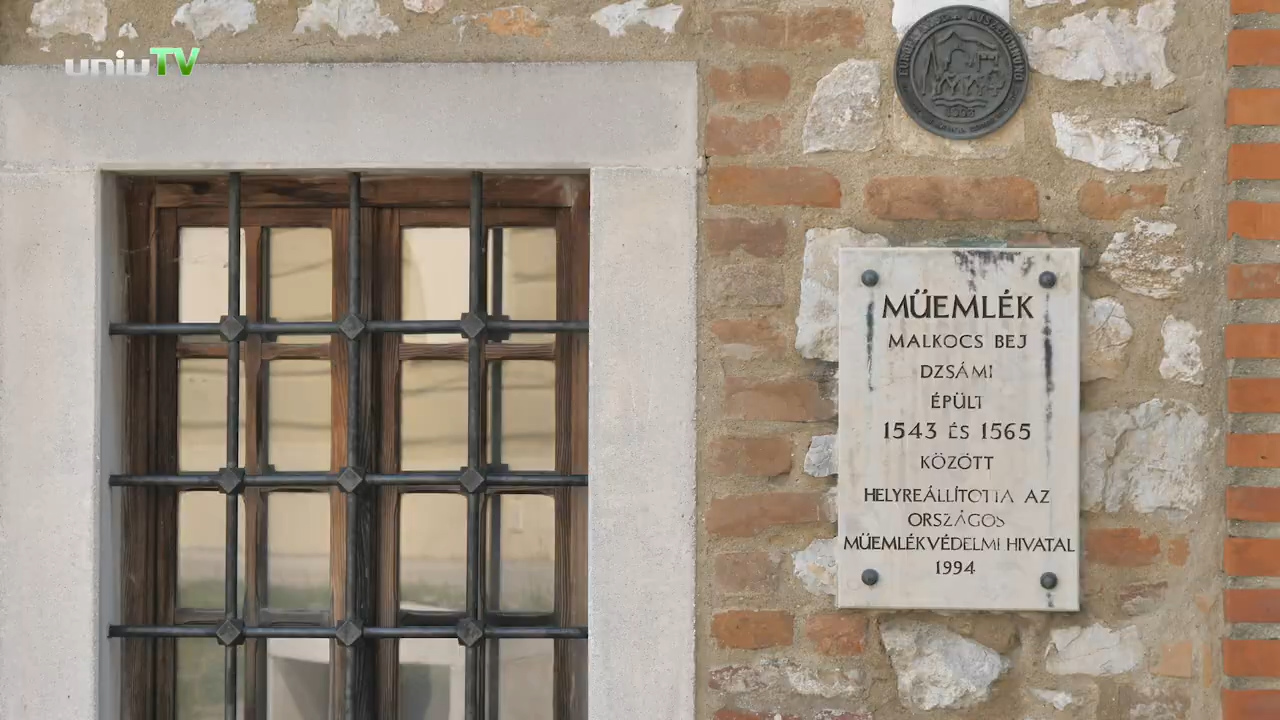 uniuTV
MŰEMLÉK
MALKOCS BEJ
DZSÁMI
ÉPÜLT
1543 ÉS 1565
KÖZÖTT
HELYREÁLLÍTOTTA AZ
ORSZÁGOS
MŰEMLÉKVÉDELMI HIVATAL
1994